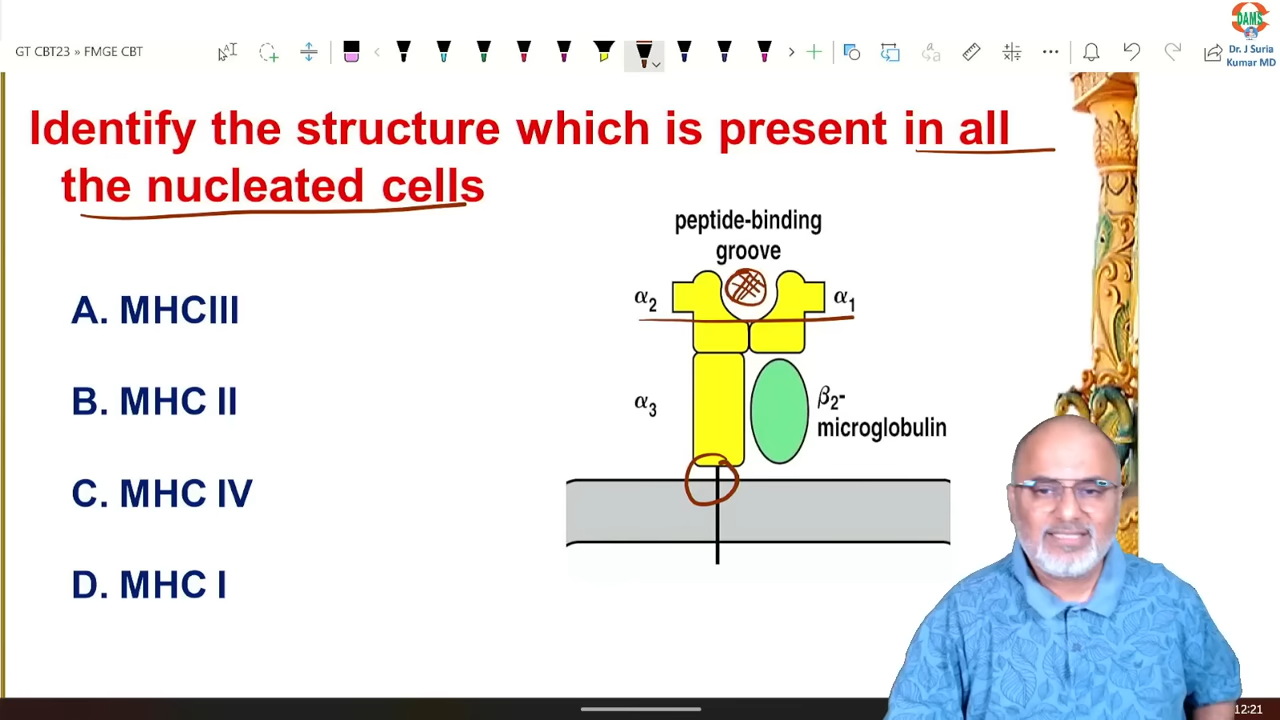 DAMS
GT CBT23 » FMGE CBT
Dr. J Suria
Kumar MD
Identify the structure which is present in all
the nucleated cells
peptide-binding
groove
α2
α1
A. MHCIII
B. MHC II
α3
β2-
microglobulin
C. MHC IV
D. MHC I
12:21